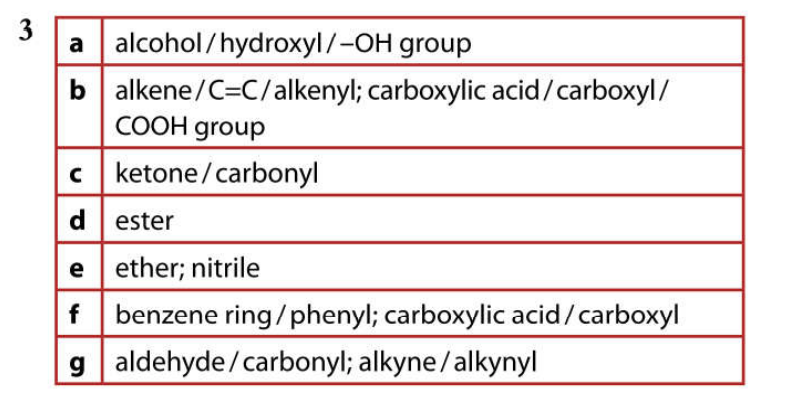 3
a alcohol/hydroxyl/–OH group
b alkene/C=C/alkenyl; carboxylic acid/carboxyl/
COOH group
c ketone/carbonyl
d ester
e ether; nitrile
f benzene ring/phenyl; carboxylic acid/carboxyl
g aldehyde/carbonyl; alkyne/alkynyl